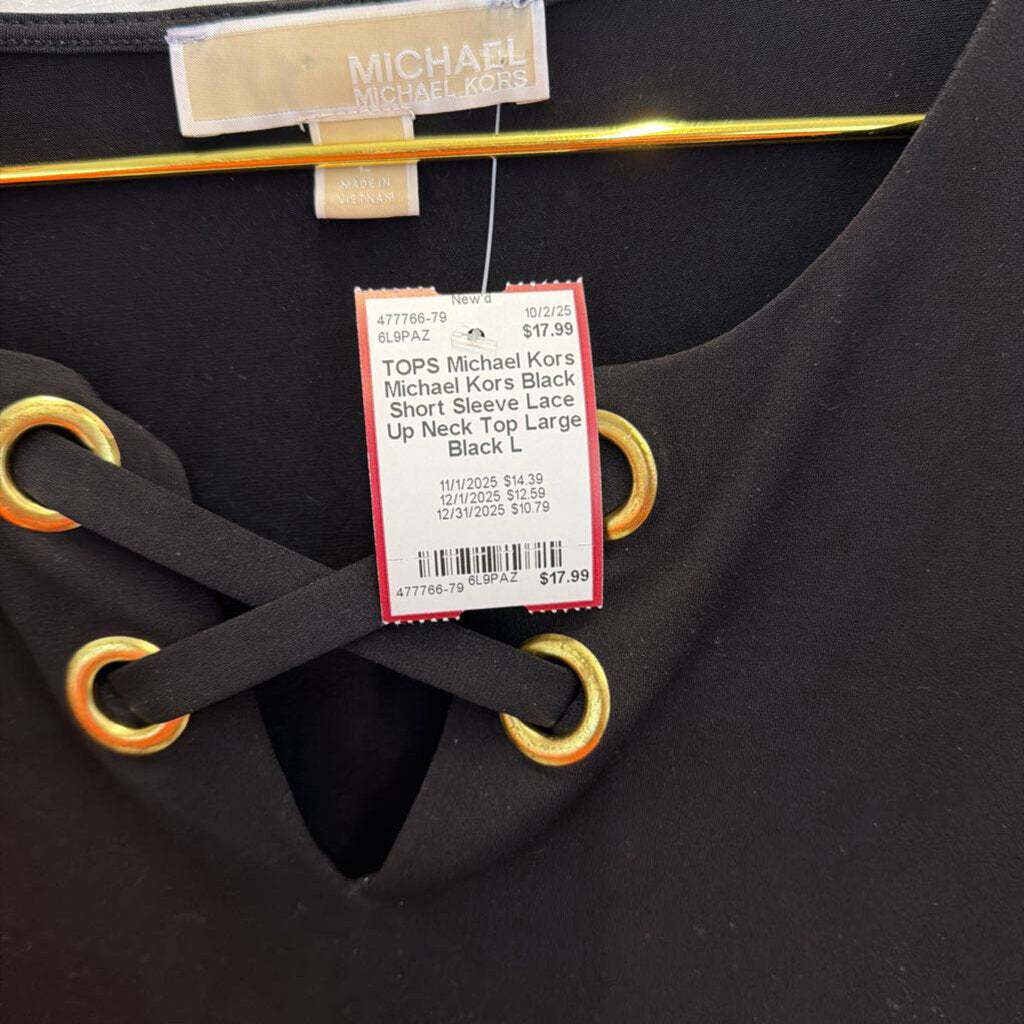 MICHAEL
MICHAEL KORS
L
MADE IN
VIETNAM
New'd
477766-79 10/2/25
6L9PAZ $17.99
TOPS Michael Kors
Michael Kors Black
Short Sleeve Lace
Up Neck Top Large
Black L
11/1/2025 $14.39
12/1/2025 $12.59
12/31/2025 $10.79
477766-79 6L9PAZ $17.99